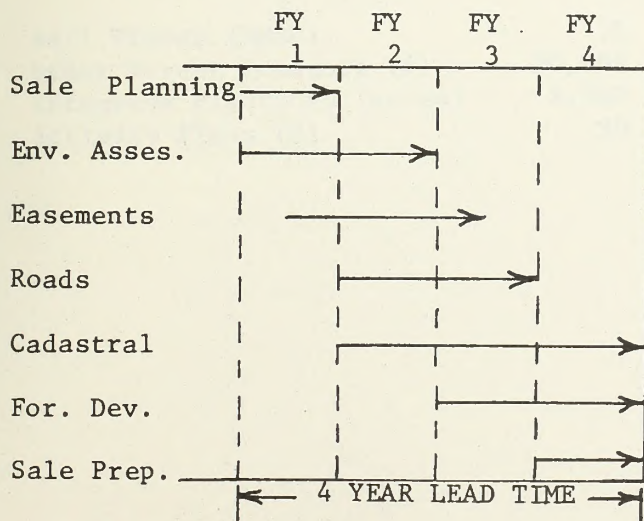 FY FY FY FY
1 2 3 4
Sale Planning
Env. Asses.
Easements
Roads
Cadastral
For. Dev.
Sale Prep.
4 YEAR LEAD TIME